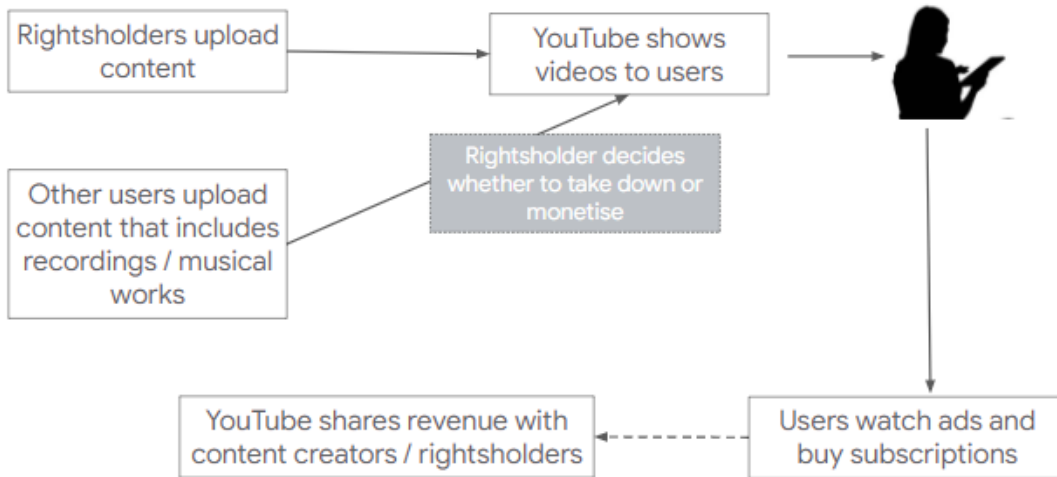 Rightsholders upload
content
YouTube shows
videos to users
Rightsholder decides
whether to take down or
monetise
Other users upload
content that includes
recordings / musical
works
YouTube shares revenue with
content creators / rightsholders
Users watch ads and
buy subscriptions